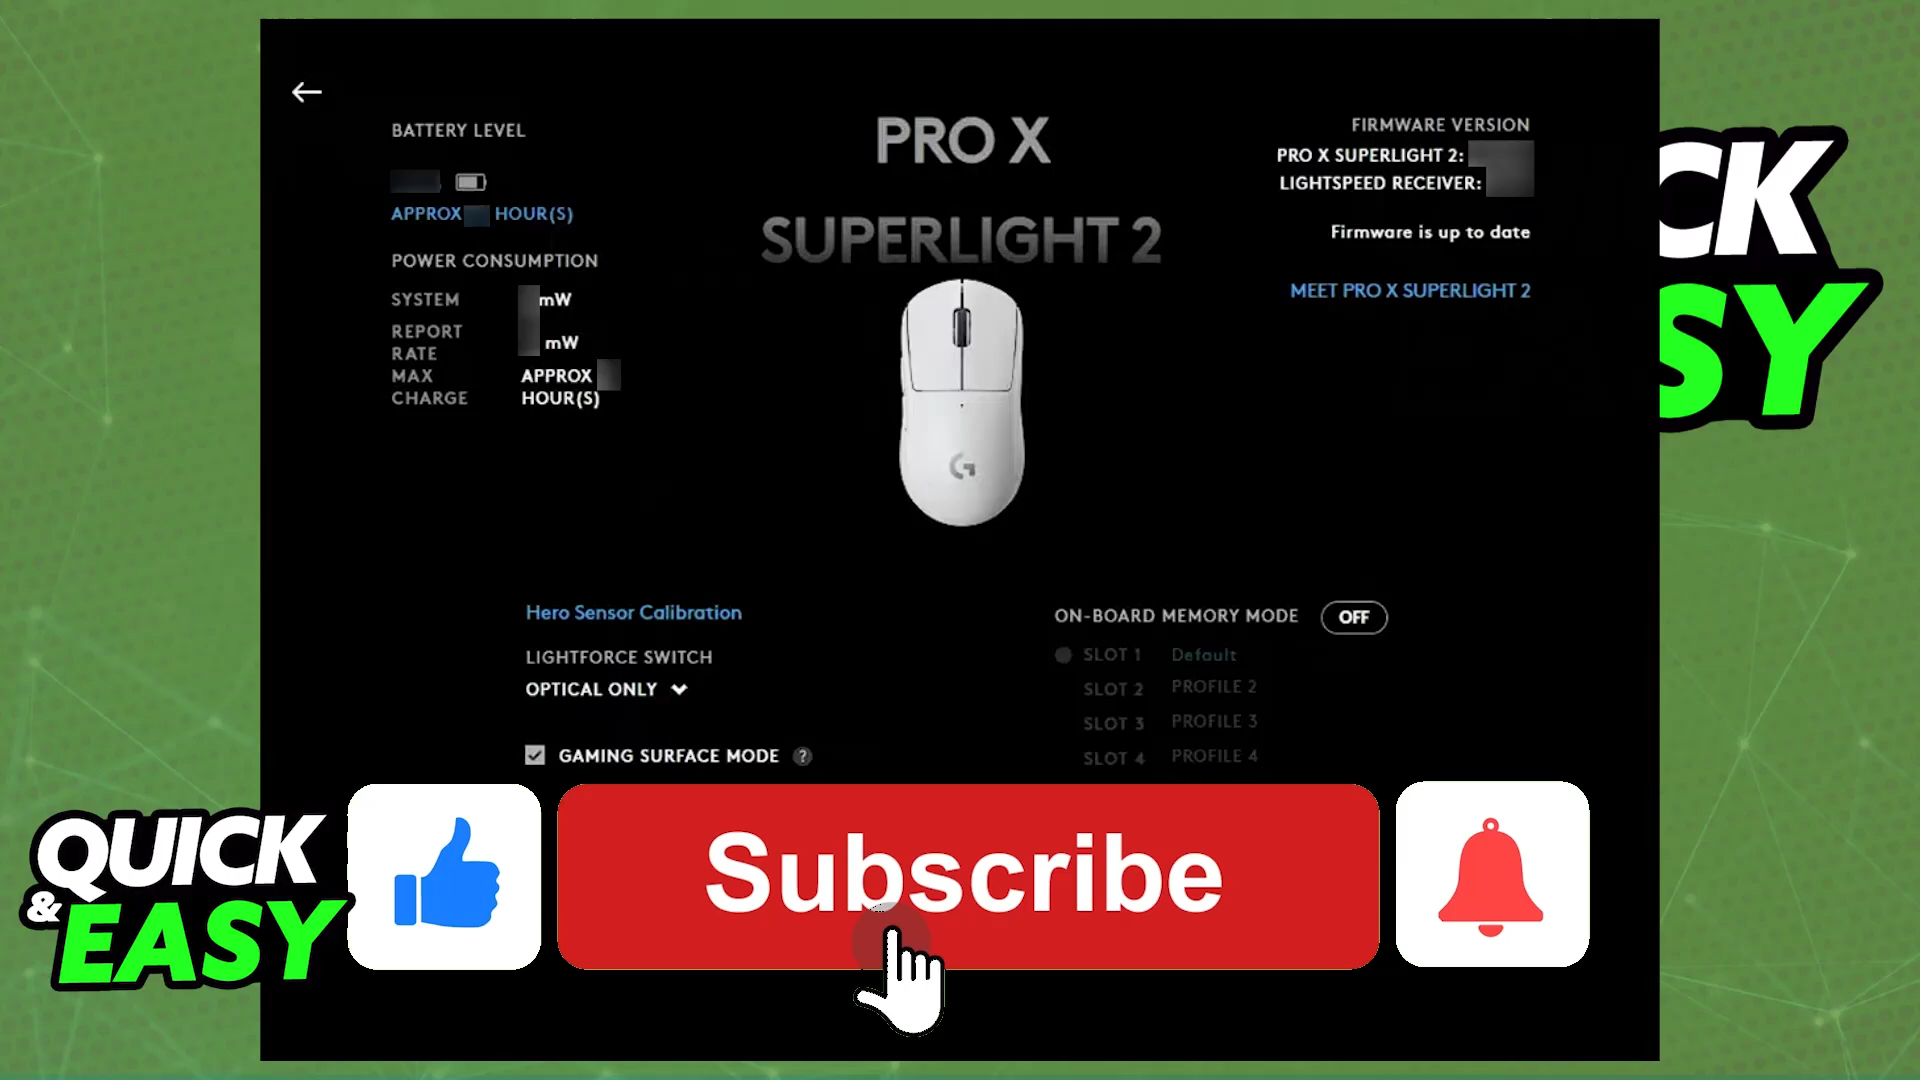 BATTERY LEVEL
APPROX HOUR(S)
POWER CONSUMPTION
SYSTEM mW
REPORT
RATE mW
MAX APPROX
CHARGE HOUR(S)
PRO X
SUPERLIGHT 2
FIRMWARE VERSION
PRO X SUPERLIGHT 2:
LIGHTSPEED RECEIVER:
Firmware is up to date
MEET PRO X SUPERLIGHT 2
CK
SY
Hero Sensor Calibration
LIGHTFORCE SWITCH
OPTICAL ONLY
GAMING SURFACE MODE ?
ON-BOARD MEMORY MODE OFF
SLOT 1 Default
SLOT 2 PROFILE 2
SLOT 3 PROFILE 3
SLOT 4 PROFILE 4
QUICK
& EASY
Subscribe